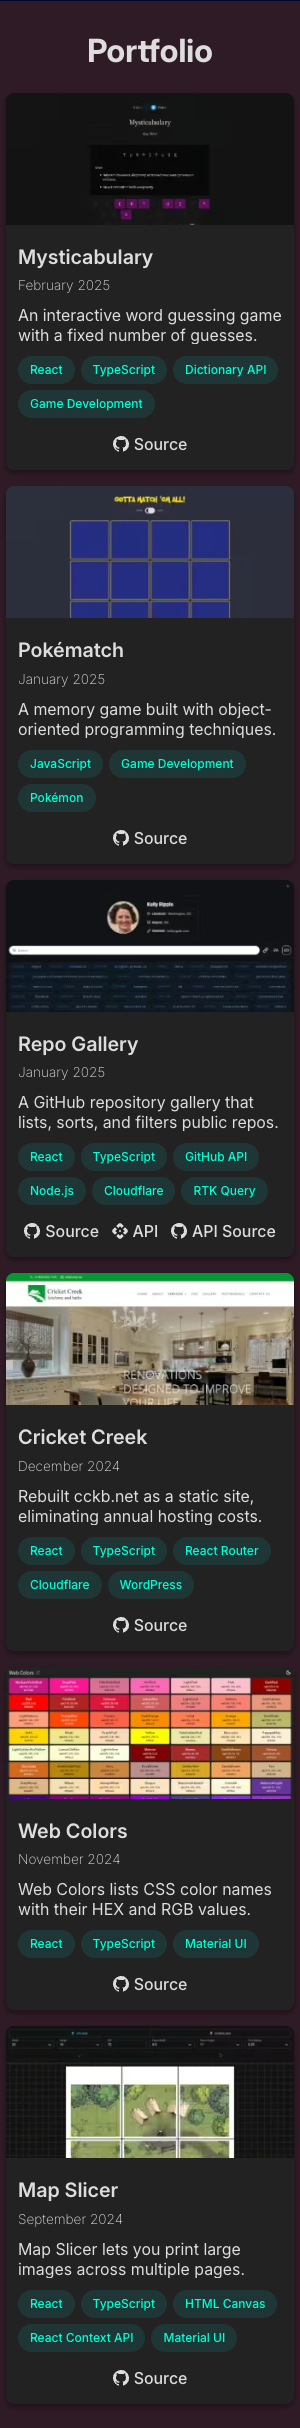 Portfolio
Mysticabulary
Mysticabulary
February 2025
An interactive word guessing game
with a fixed number of guesses.
React TypeScript Dictionary API
Game Development
Source
GOTTA MATCH 'EM ALL!
Pokématch
January 2025
A memory game built with object-
oriented programming techniques.
JavaScript Game Development
Pokémon
Source
Kelly Ripple
Repo Gallery
January 2025
A GitHub repository gallery that
lists, sorts, and filters public repos.
React TypeScript GitHub API
Node.js Cloudflare RTK Query
Source API API Source
Cricket Creek
RENOVATIONS
DESIGNED TO IMPROVE
YOUR LIFE
Cricket Creek
December 2024
Rebuilt cckb.net as a static site,
eliminating annual hosting costs.
React TypeScript React Router
Cloudflare WordPress
Source
Web Colors
Web Colors
November 2024
Web Colors lists CSS color names
with their HEX and RGB values.
React TypeScript Material UI
Source
Map Slicer
September 2024
Map Slicer lets you print large
images across multiple pages.
React TypeScript HTML Canvas
React Context API Material UI
Source